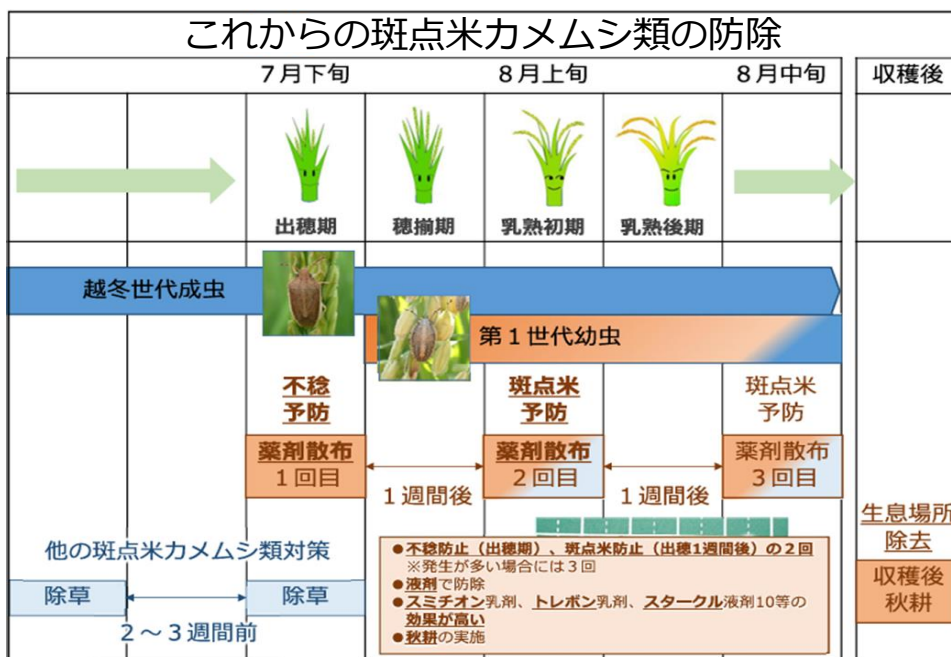 これからの斑点米カメムシ類の防除
7月下旬
8月上旬
8月中旬
収穫後
出穂期
穂揃期
乳熟初期
乳熟後期
越冬世代成虫
第1世代幼虫
不稔
予防
斑点米
予防
斑点米
予防
薬剤散布
1回目
1週間後
薬剤散布
2回目
1週間後
薬剤散布
3回目
生息場所
除去
収穫後
秋耕
他の斑点米カメムシ類対策
除草
除草
2～3週間前
●不稔防止(出穂期)、斑点米防止(出穂1週間後)の2回
※発生が多い場合には3回
●液剤で防除
●スミチオン乳剤、トレボン乳剤、スタークル液剤10等の
効果が高い
●秋耕の実施